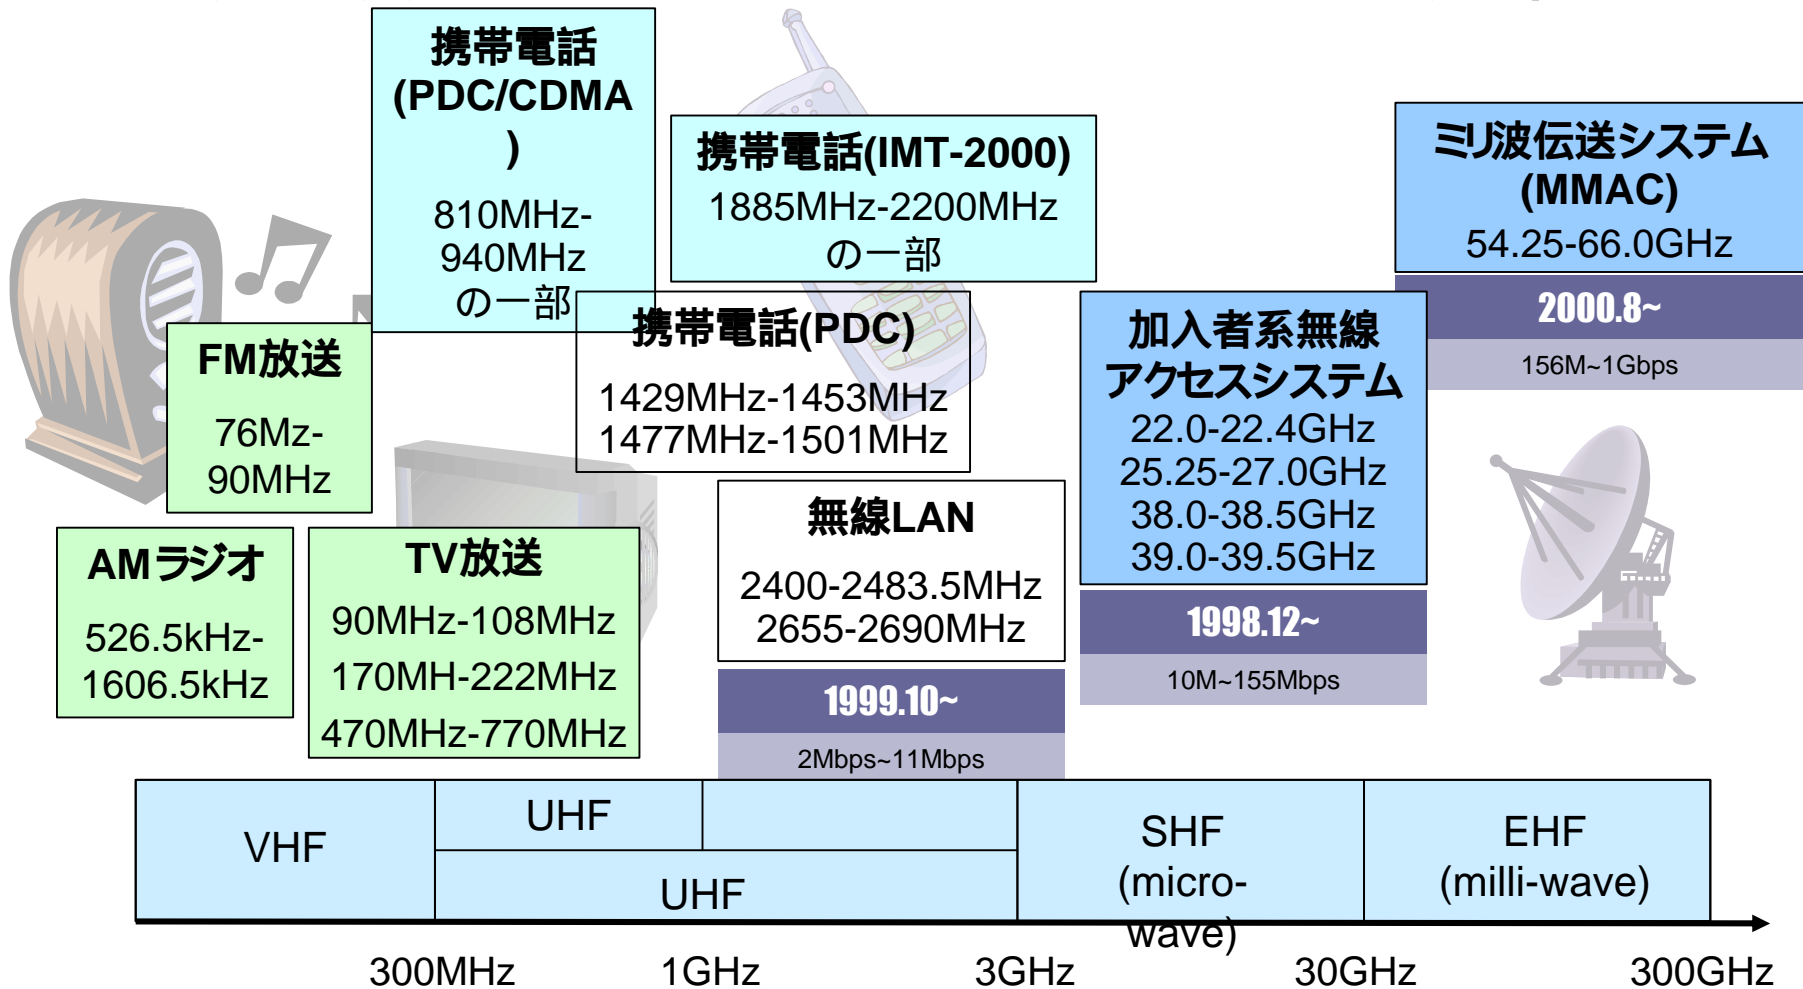 携帯電話
(PDC/CDMA
)
810MHz-
940MHz
の一部
携帯電話(IMT-2000)
1885MHz-2200MHz
の一部
ミリ波伝送システム
(MMAC)
54.25-66.0GHz
2000.8~
156M~1Gbps
FM放送
76Mz-
90MHz
携帯電話(PDC)
1429MHz-1453MHz
1477MHz-1501MHz
加入者系無線
アクセスシステム
22.0-22.4GHz
25.25-27.0GHz
38.0-38.5GHz
39.0-39.5GHz
1998.12~
10M~155Mbps
AMラジオ
526.5kHz-
1606.5kHz
TV放送
90MHz-108MHz
170MH-222MHz
470MHz-770MHz
無線LAN
2400-2483.5MHz
2655-2690MHz
1999.10~
2Mbps~11Mbps
VHF
UHF
UHF
SHF
(micro-
wave)
EHF
(milli-wave)
300MHz
1GHz
3GHz
30GHz
300GHz